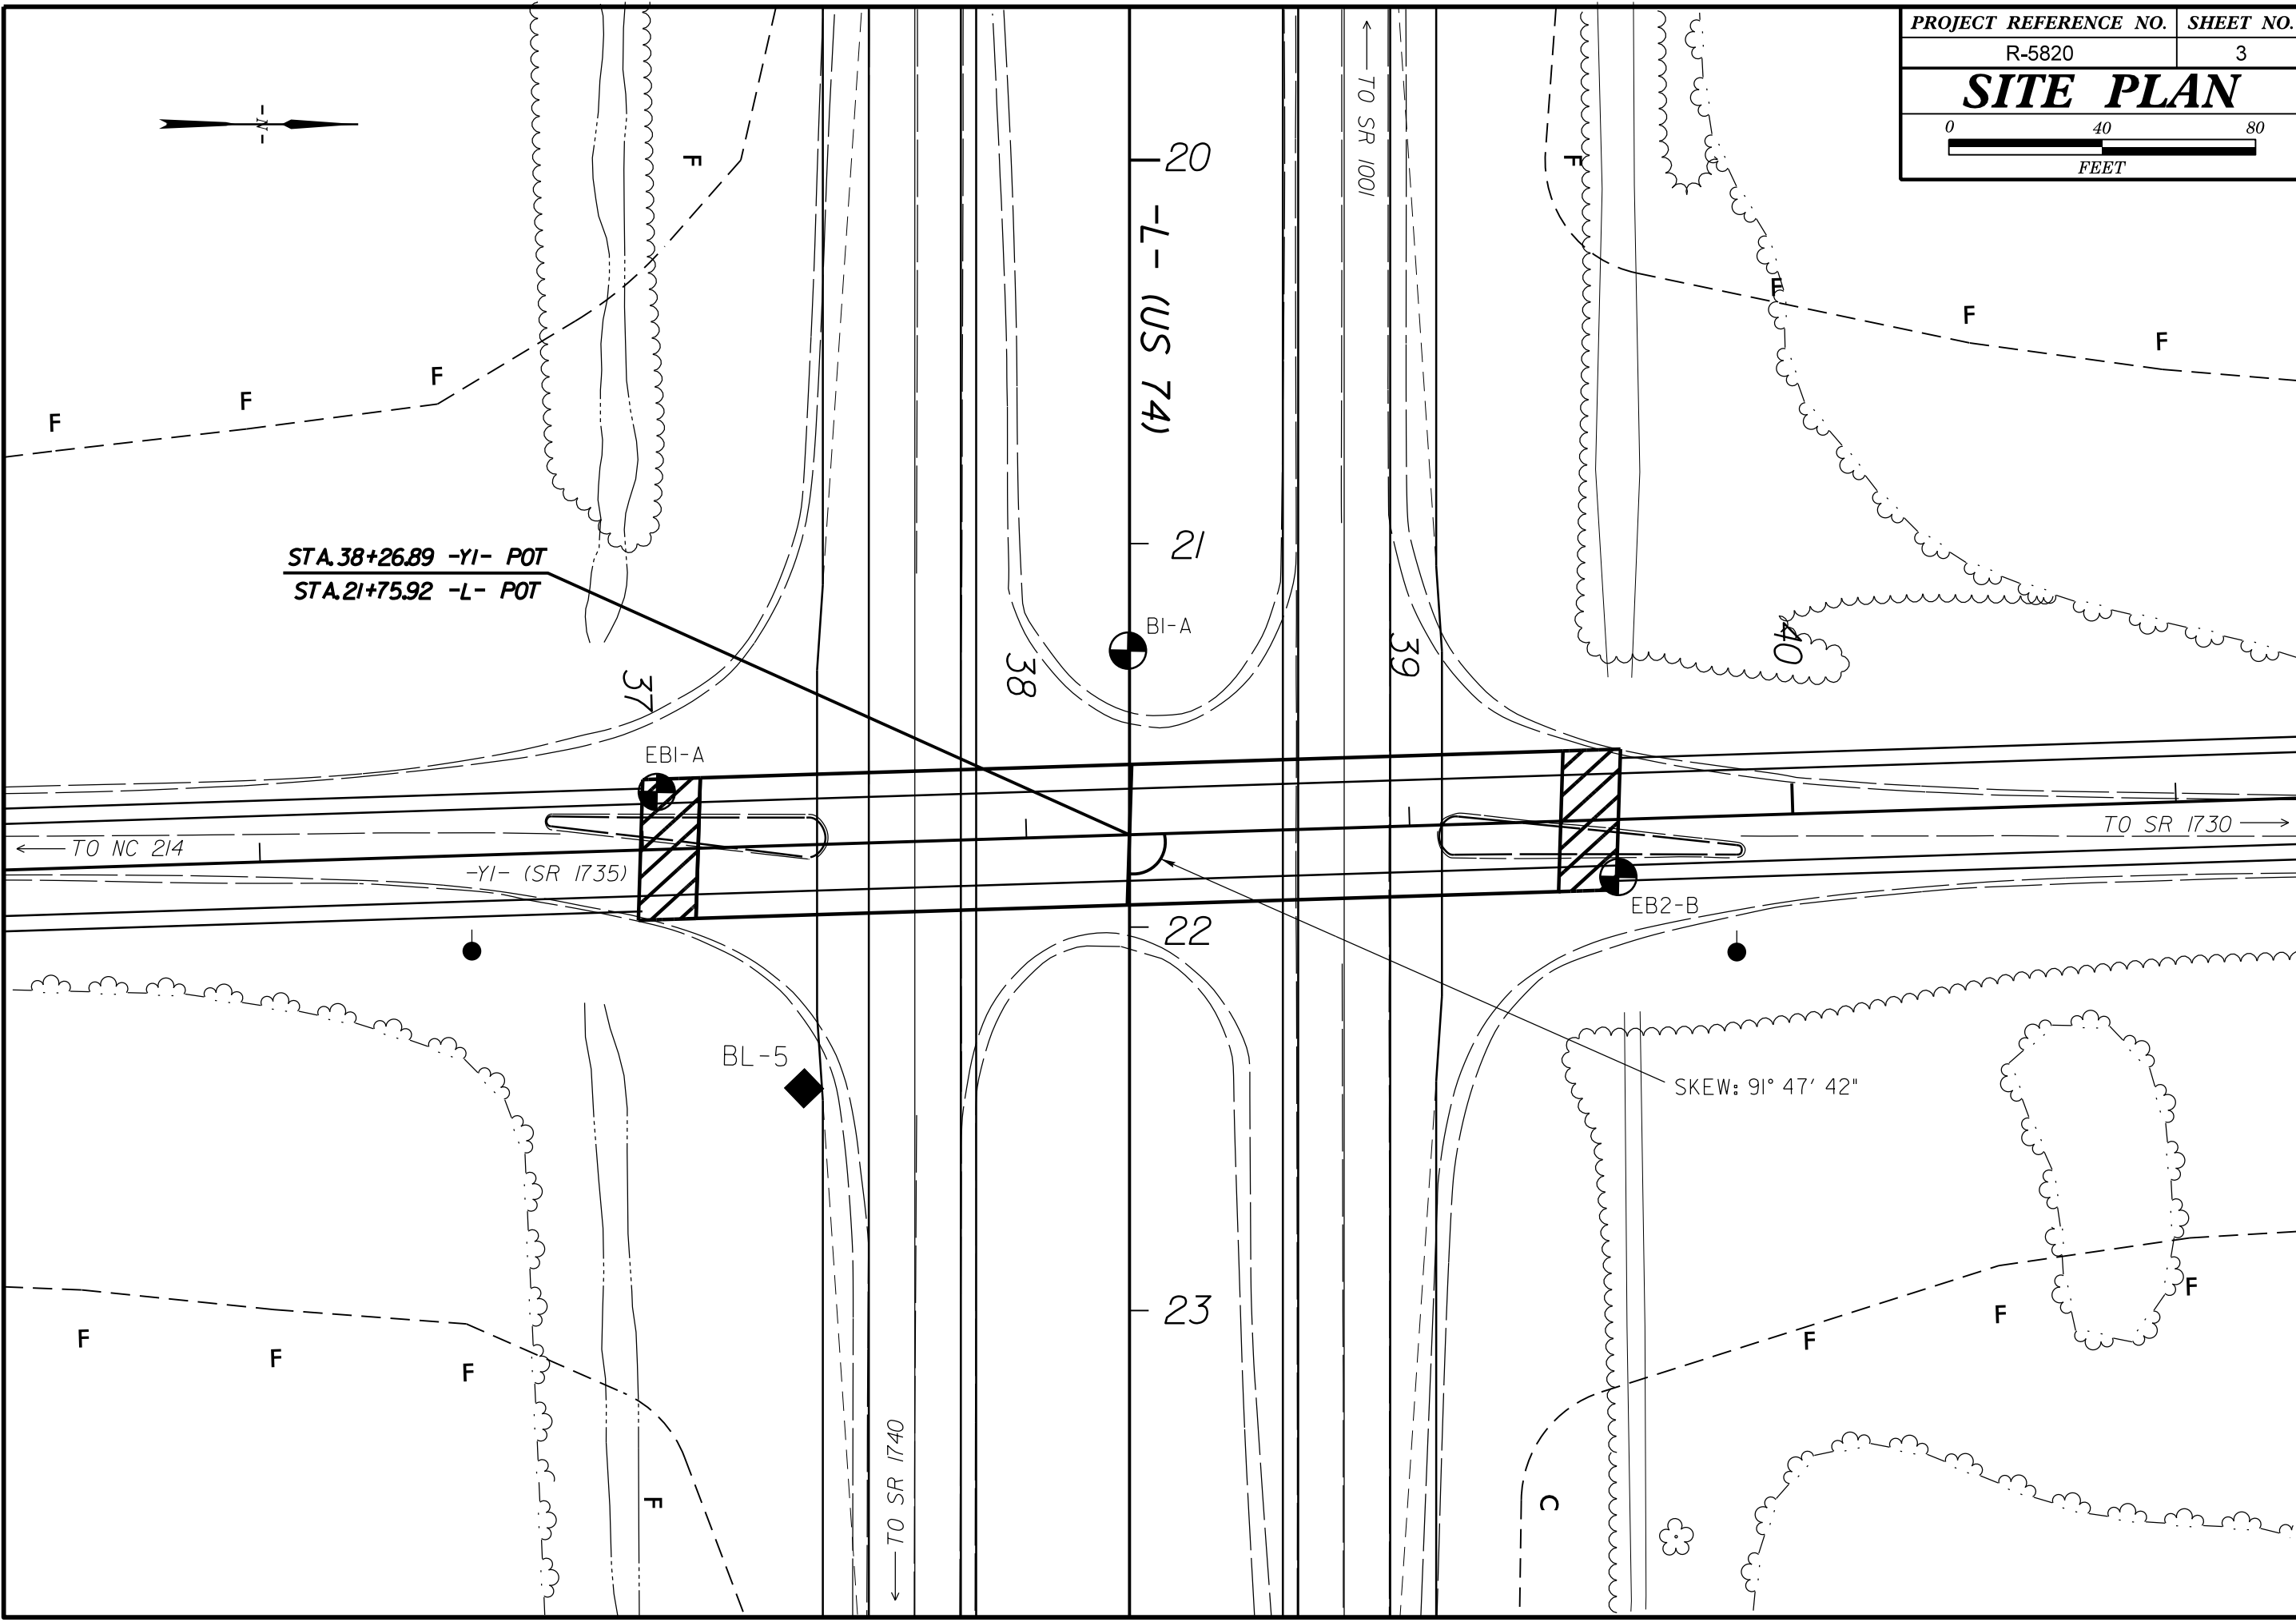 PROJECT REFERENCE NO. SHEET NO.
R-5820 3
SITE PLAN
0 40 80
FEET
N
TO SR 1001
F
F
20
-L- (US 74)
F
F
F
F
F
F
21
STA. 38+26.89 -Y1- POT
STA. 21+75.92 -L- POT
B1-A
37
38
39
40
EB1-A
TO NC 214
-Y1- (SR 1735)
TO SR 1730
EB2-B
22
BL-5
SKEW: 91° 47' 42"
23
F
F
F
F
F
F
TO SR 1740
F
C